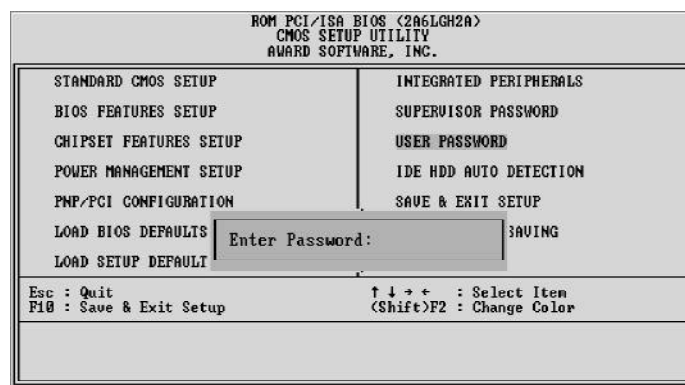 ROM PCI/ISA BIOS (2A6LGH2A)
CMOS SETUP UTILITY
AWARD SOFTWARE, INC.
STANDARD CMOS SETUP
BIOS FEATURES SETUP
CHIPSET FEATURES SETUP
POWER MANAGEMENT SETUP
PNP/PCI CONFIGURATION
LOAD BIOS DEFAULTS
LOAD SETUP DEFAULT
INTEGRATED PERIPHERALS
SUPERVISOR PASSWORD
USER PASSWORD
IDE HDD AUTO DETECTION
SAVE & EXIT SETUP
SAVING
Enter Password:
Esc : Quit
F10 : Save & Exit Setup
↑ ↓ → ← : Select Item
(Shift)F2 : Change Color